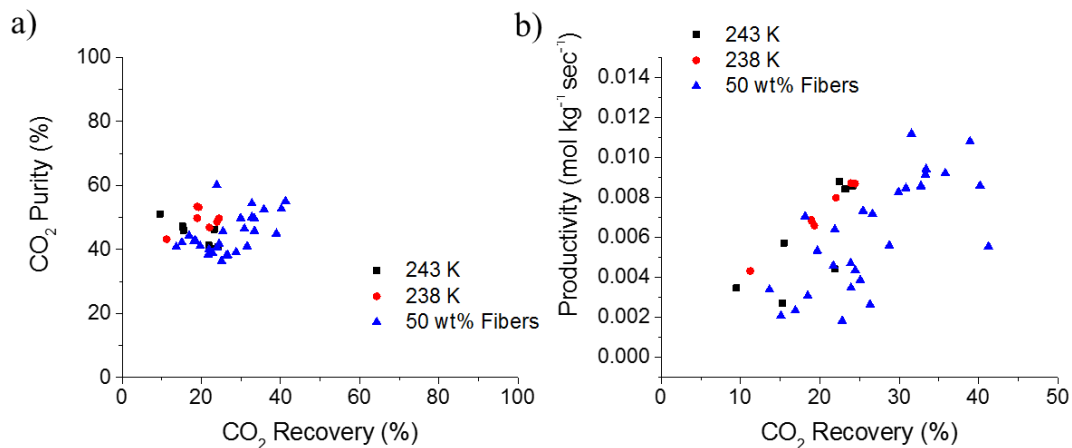 a)
CO₂ Purity (%)
100
80
60
40
20
0
243 K
238 K
50 wt% Fibers
0 20 40 60 80 100
CO₂ Recovery (%)
b)
243 K
238 K
50 wt% Fibers
Productivity (mol kg⁻¹ sec⁻¹)
0.014
0.012
0.010
0.008
0.006
0.004
0.002
0.000
0 10 20 30 40 50
CO₂ Recovery (%)